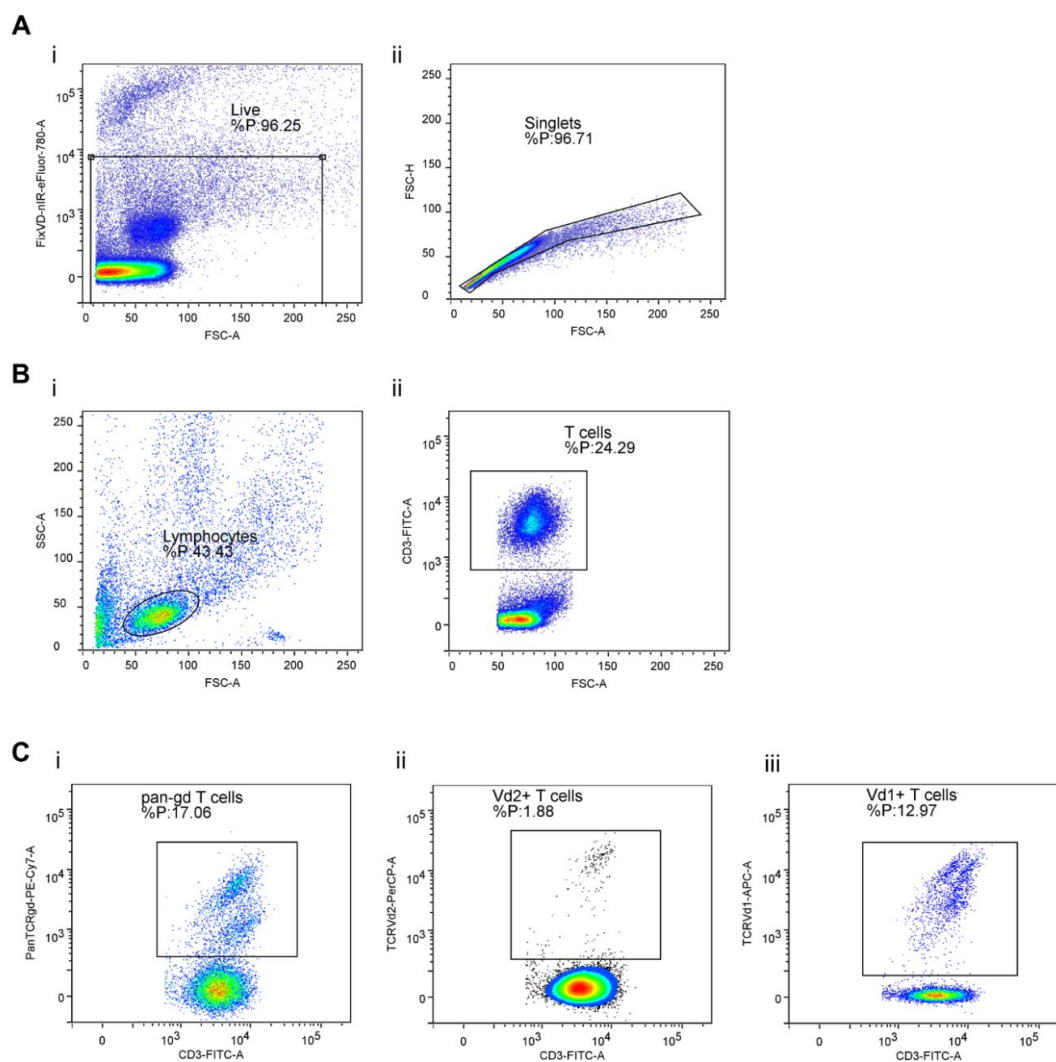 A
i
ii
10^5
10^4
10^3
0
FixVD-nIR-eFluor-780-A
Live
%P:96.25
0 50 100 150 200 250
FSC-A
250
200
150
100
50
0
FSC-H
Singlets
%P:96.71
0 50 100 150 200 250
FSC-A
B
i
ii
250
200
150
100
50
0
SSC-A
Lymphocytes
%P:43.43
0 50 100 150 200 250
FSC-A
10^5
10^4
10^3
0
CD3-FITC-A
T cells
%P:24.29
0 50 100 150 200 250
FSC-A
C
i
ii
iii
pan-gd T cells
%P:17.06
10^5
10^4
10^3
0
PanTCRgd-PE-Cy7-A
0 10^3 10^4 10^5
CD3-FITC-A
Vd2+ T cells
%P:1.88
10^5
10^4
10^3
0
TCRVd2-PerCP-A
0 10^3 10^4 10^5
CD3-FITC-A
Vd1+ T cells
%P:12.97
10^5
10^4
10^3
0
TCRVd1-APC-A
0 10^3 10^4 10^5
CD3-FITC-A